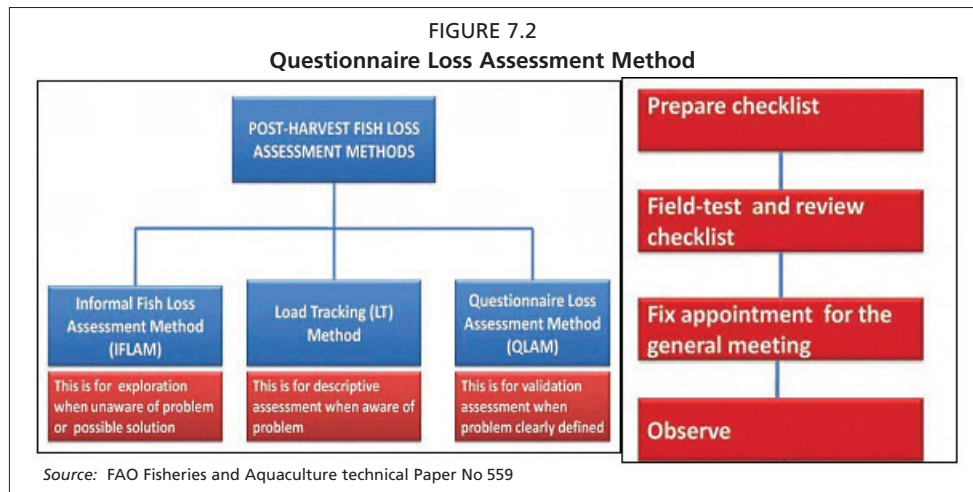 FIGURE 7.2
Questionnaire Loss Assessment Method
POST-HARVEST FISH LOSS
ASSESSMENT METHODS
Informal Fish Loss
Assessment Method
(IFLAM)
This is for exploration
when unaware of problem
or possible solution
Load Tracking (LT)
Method
This is for descriptive
assessment when aware of
problem
Questionnaire Loss
Assessment Method
(QLAM)
This is for validation
assessment when
problem clearly defined
Prepare checklist
Field-test and review
checklist
Fix appointment for the
general meeting
Observe
Source: FAO Fisheries and Aquaculture technical Paper No 559